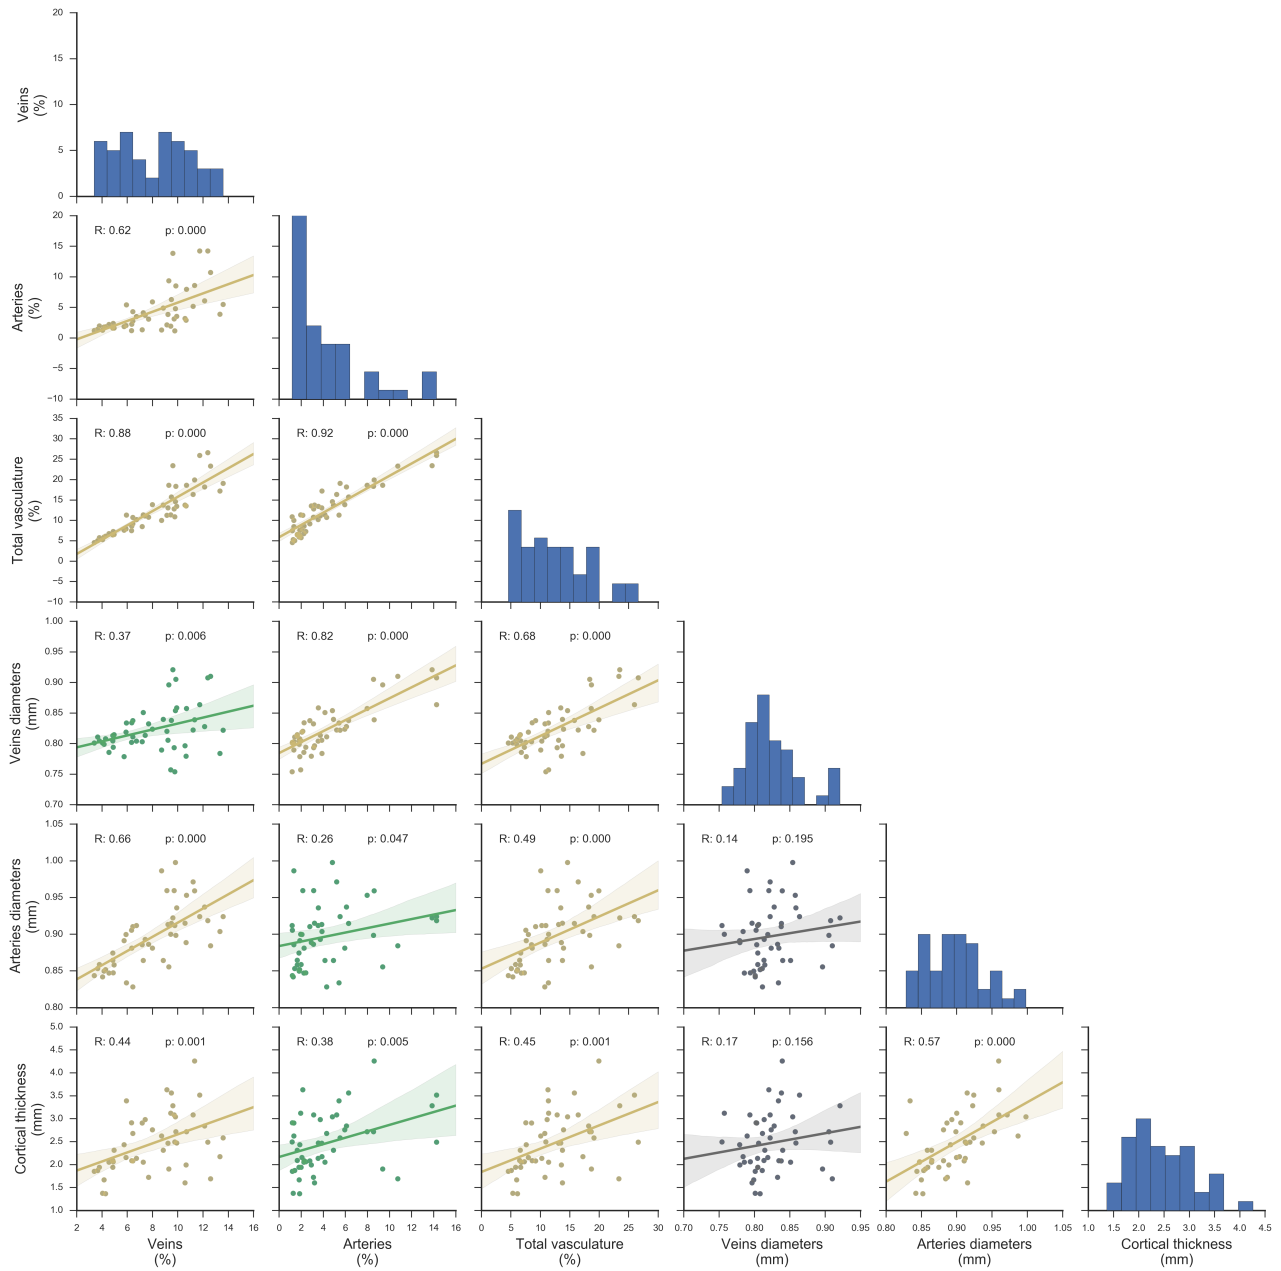 20
15
10
5
0
Veins
(%)
R: 0.62 p: 0.000
20
15
10
5
0
−5
−10
Arteries
(%)
R: 0.88 p: 0.000
R: 0.92 p: 0.000
35
30
25
20
15
10
5
0
−5
−10
Total vasculature
(%)
R: 0.37 p: 0.006
R: 0.82 p: 0.000
R: 0.68 p: 0.000
1.00
0.95
0.90
0.85
0.80
0.75
0.70
Veins diameters
(mm)
R: 0.66 p: 0.000
R: 0.26 p: 0.047
R: 0.49 p: 0.000
R: 0.14 p: 0.195
1.05
1.00
0.95
0.90
0.85
0.80
Arteries diameters
(mm)
R: 0.44 p: 0.001
R: 0.38 p: 0.005
R: 0.45 p: 0.001
R: 0.17 p: 0.156
R: 0.57 p: 0.000
5.0
4.5
4.0
3.5
3.0
2.5
2.0
1.5
1.0
Cortical thickness
(mm)
2 4 6 8 10 12 14 16
0 2 4 6 8 10 12 14 16
0 5 10 15 20 25 30
0.70 0.75 0.80 0.85 0.90 0.95
0.80 0.85 0.90 0.95 1.00 1.05
1.0 1.5 2.0 2.5 3.0 3.5 4.0 4.5
Veins
(%)
Arteries
(%)
Total vasculature
(%)
Veins diameters
(mm)
Arteries diameters
(mm)
Cortical thickness
(mm)